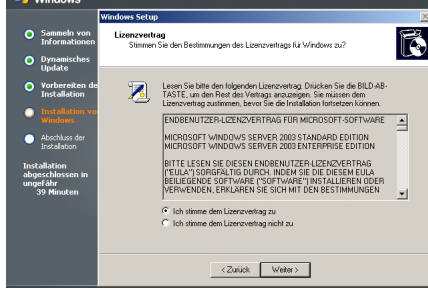 Windows
Sammeln von
Informationen
Dynamisches
Update
Vorbereiten de
Installation
Installation vo
Windows
Abschluss der
Installation
Installation
abgeschlossen in
ungefähr
39 Minuten
Windows Setup
Lizenzvertrag
Stimmen Sie den Bestimmungen des Lizenzvertrags für Windows zu?
Lesen Sie bitte den folgenden Lizenzvertrag. Drücken Sie die BILD-AB-
TASTE, um den Rest des Vertrags anzuzeigen. Sie müssen dem
Lizenzvertrag zustimmen, bevor Sie die Installation fortsetzen können.
ENDBENUTZER-LIZENZVERTRAG FÜR MICROSOFT-SOFTWARE
MICROSOFT WINDOWS SERVER 2003 STANDARD EDITION
MICROSOFT WINDOWS SERVER 2003 ENTERPRISE EDITION
BITTE LESEN SIE DIESEN ENDBENUTZER-LIZENZVERTRAG
("EULA") SORGFÄLTIG DURCH. INDEM SIE DIE DIESEM EULA
BEILIEGENDE SOFTWARE ("SOFTWARE") INSTALLIEREN ODER
VERWENDEN, ERKLÄREN SIE SICH MIT DEN BESTIMMUNGEN
Ich stimme dem Lizenzvertrag zu
Ich stimme dem Lizenzvertrag nicht zu
< Zurück
Weiter >